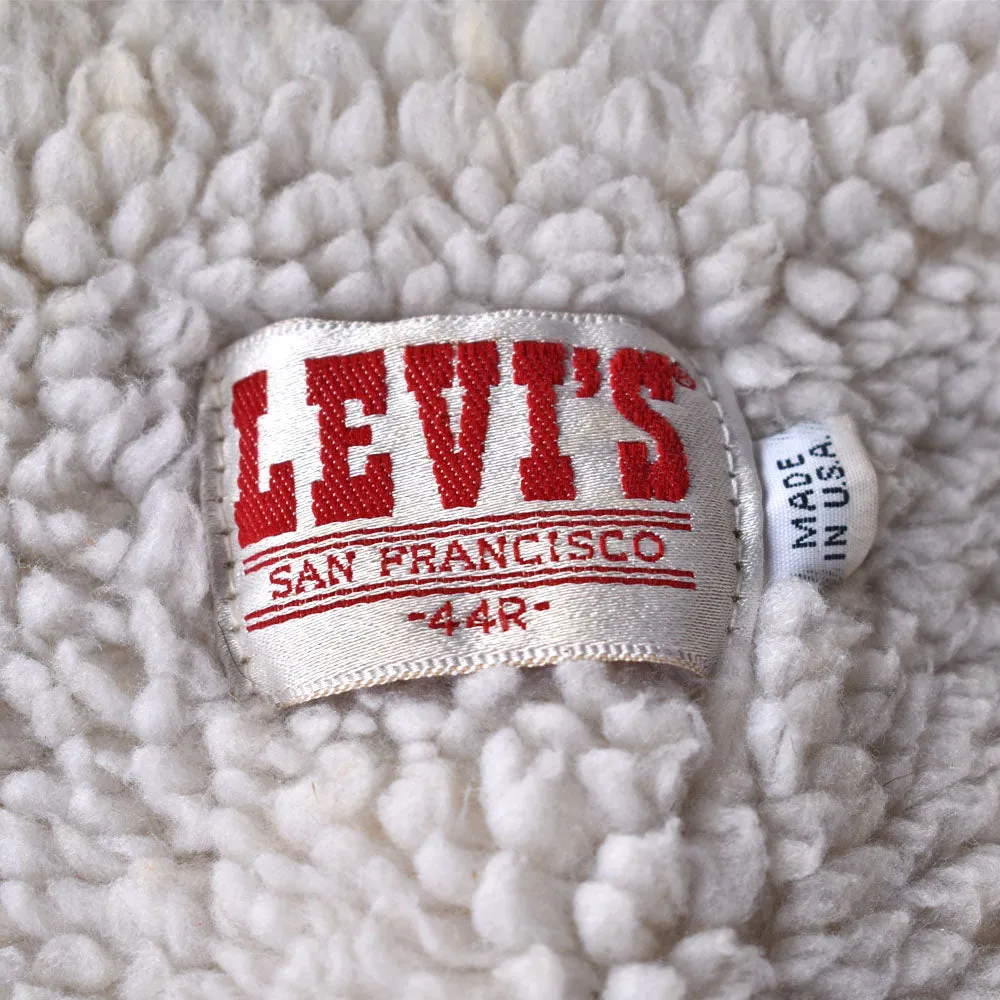 LEVI'S®
SAN FRANCISCO
-44R-
MADE
IN U.S.A.